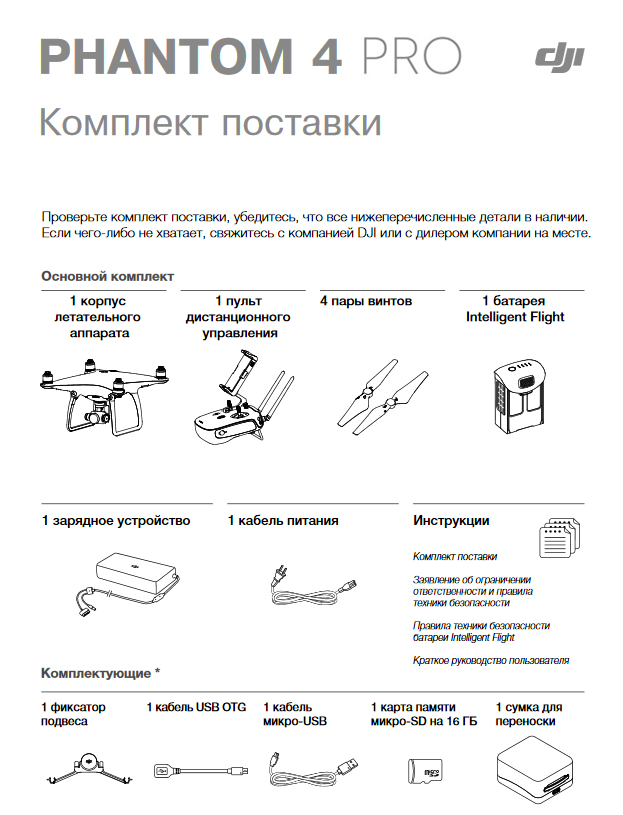 PHANTOM 4 PRO
dji
Комплект поставки
Проверьте комплект поставки, убедитесь, что все нижеперечисленные детали в наличии.
Если чего-либо не хватает, свяжитесь с компанией DJI или с дилером компании на месте.
Основной комплект
1 корпус
летательного
аппарата
1 пульт
дистанционного
управления
4 пары винтов
1 батарея
Intelligent Flight
1 зарядное устройство
1 кабель питания
Инструкции
Комплект поставки
Заявление об ограничении
ответственности и правила
техники безопасности
Правила техники безопасности
батареи Intelligent Flight
Краткое руководство пользователя
Комплектующие *
1 фиксатор
подвеса
1 кабель USB OTG
1 кабель
микро-USB
1 карта памяти
микро-SD на 16 ГБ
1 сумка для
переноски